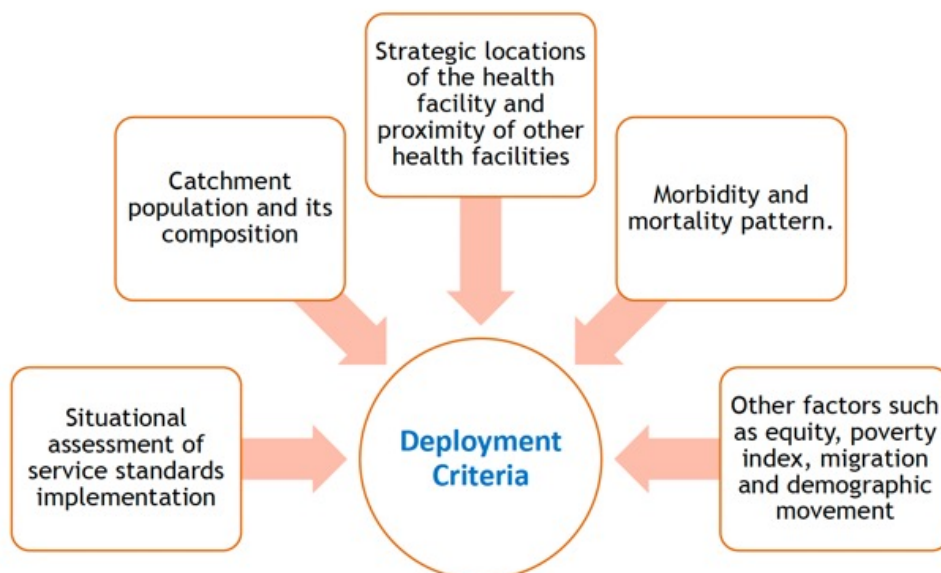 Situational
assessment of
service standards
implementation
Catchment
population and its
composition
Strategic locations
of the health
facility and
proximity of other
health facilities
Morbidity and
mortality pattern.
Other factors such
as equity, poverty
index, migration
and demographic
movement
Deployment
Criteria